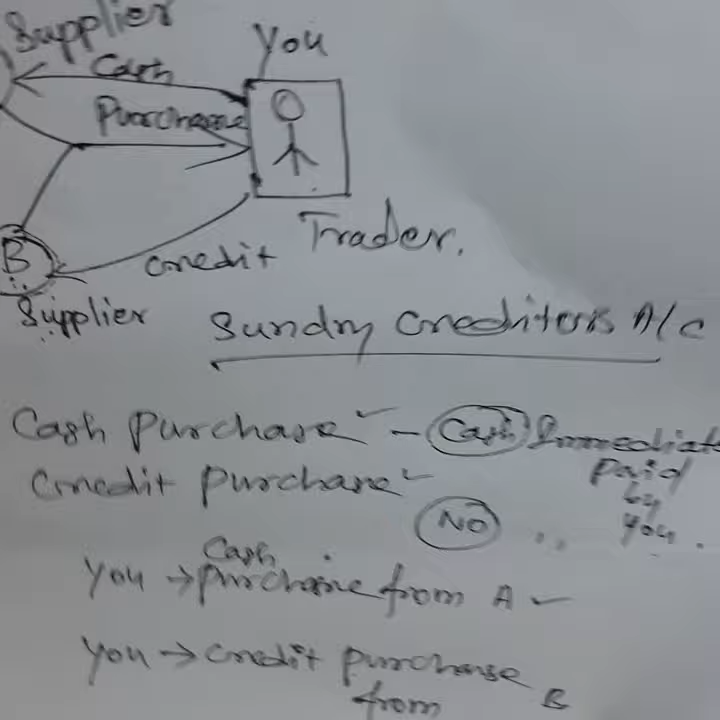 Supplier
You
Cash
Purchase
B
credit
Trader.
Supplier
Sundry Creditors A/c
Cash purchase ✓ - Cash Immediate
Paid
by
you.
Credit purchase ✓
No " "
Cash
You → purchase from A ✓
You → credit purchase
from B